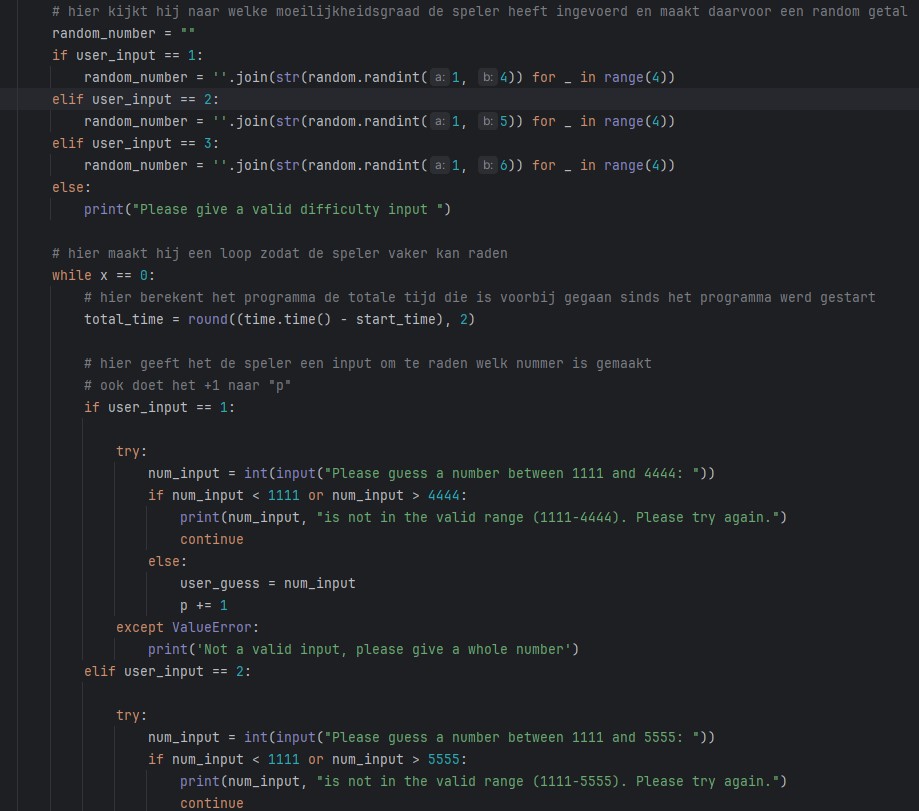 # hier kijkt hij naar welke moeilijkheidsgraad de speler heeft ingevoerd en maakt daarvoor een random getal
random_number = ""
if user_input == 1:
    random_number = ''.join(str(random.randint( a: 1, b: 4)) for _ in range(4))
elif user_input == 2:
    random_number = ''.join(str(random.randint( a: 1, b: 5)) for _ in range(4))
elif user_input == 3:
    random_number = ''.join(str(random.randint( a: 1, b: 6)) for _ in range(4))
else:
    print("Please give a valid difficulty input ")
# hier maakt hij een loop zodat de speler vaker kan raden
while x == 0:
    # hier berekent het programma de totale tijd die is voorbij gegaan sinds het programma werd gestart
    total_time = round((time.time() - start_time), 2)
    # hier geeft het de speler een input om te raden welk nummer is gemaakt
    # ook doet het +1 naar "p"
    if user_input == 1:
        try:
            num_input = int(input("Please guess a number between 1111 and 4444: "))
            if num_input < 1111 or num_input > 4444:
                print(num_input, "is not in the valid range (1111-4444). Please try again.")
                continue
            else:
                user_guess = num_input
                p += 1
        except ValueError:
            print('Not a valid input, please give a whole number')
    elif user_input == 2:
        try:
            num_input = int(input("Please guess a number between 1111 and 5555: "))
            if num_input < 1111 or num_input > 5555:
                print(num_input, "is not in the valid range (1111-5555). Please try again.")
                continue